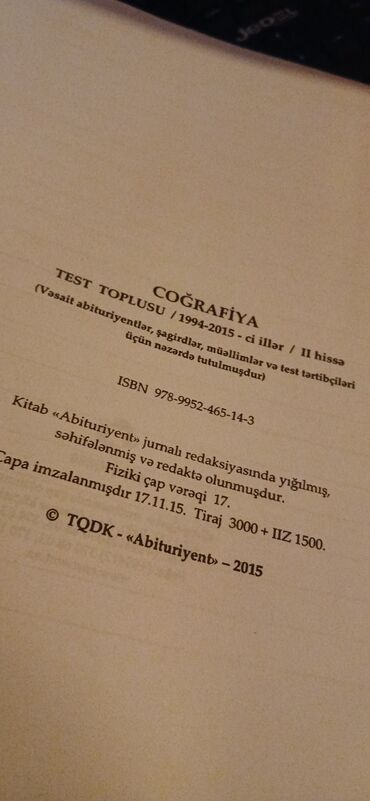 COĞRAFİYA
TEST TOPLUSU / 1994-2015 - ci illər / II hissə
(Vəsait abituriyentlər, şagirdlər, müəllimlər və test tərtibçiləri
üçün nəzərdə tutulmuşdur)
ISBN 978-9952-465-14-3
Kitab «Abituriyent» jurnalı redaksiyasında yığılmış,
səhifələnmiş və redaktə olunmuşdur.
Fiziki çap vərəqi 17.
Çapa imzalanmışdır 17.11.15. Tiraj 3000 + IIZ 1500.
© TQDK - «Abituriyent» – 2015